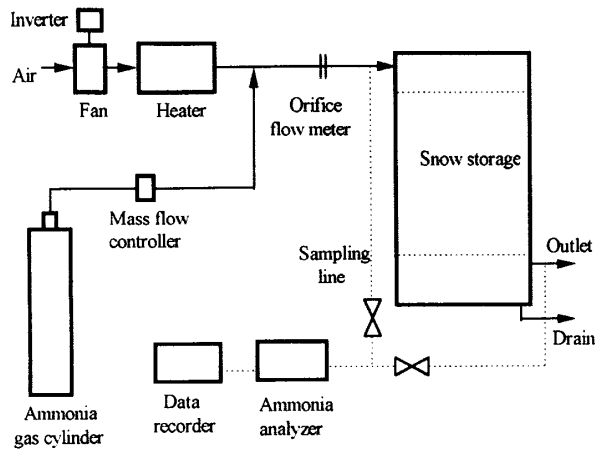 Inverter
Air
Fan
Heater
Orifice
flow meter
Snow storage
Mass flow
controller
Sampling
line
Outlet
Drain
Data
recorder
Ammonia
analyzer
Ammonia
gas cylinder